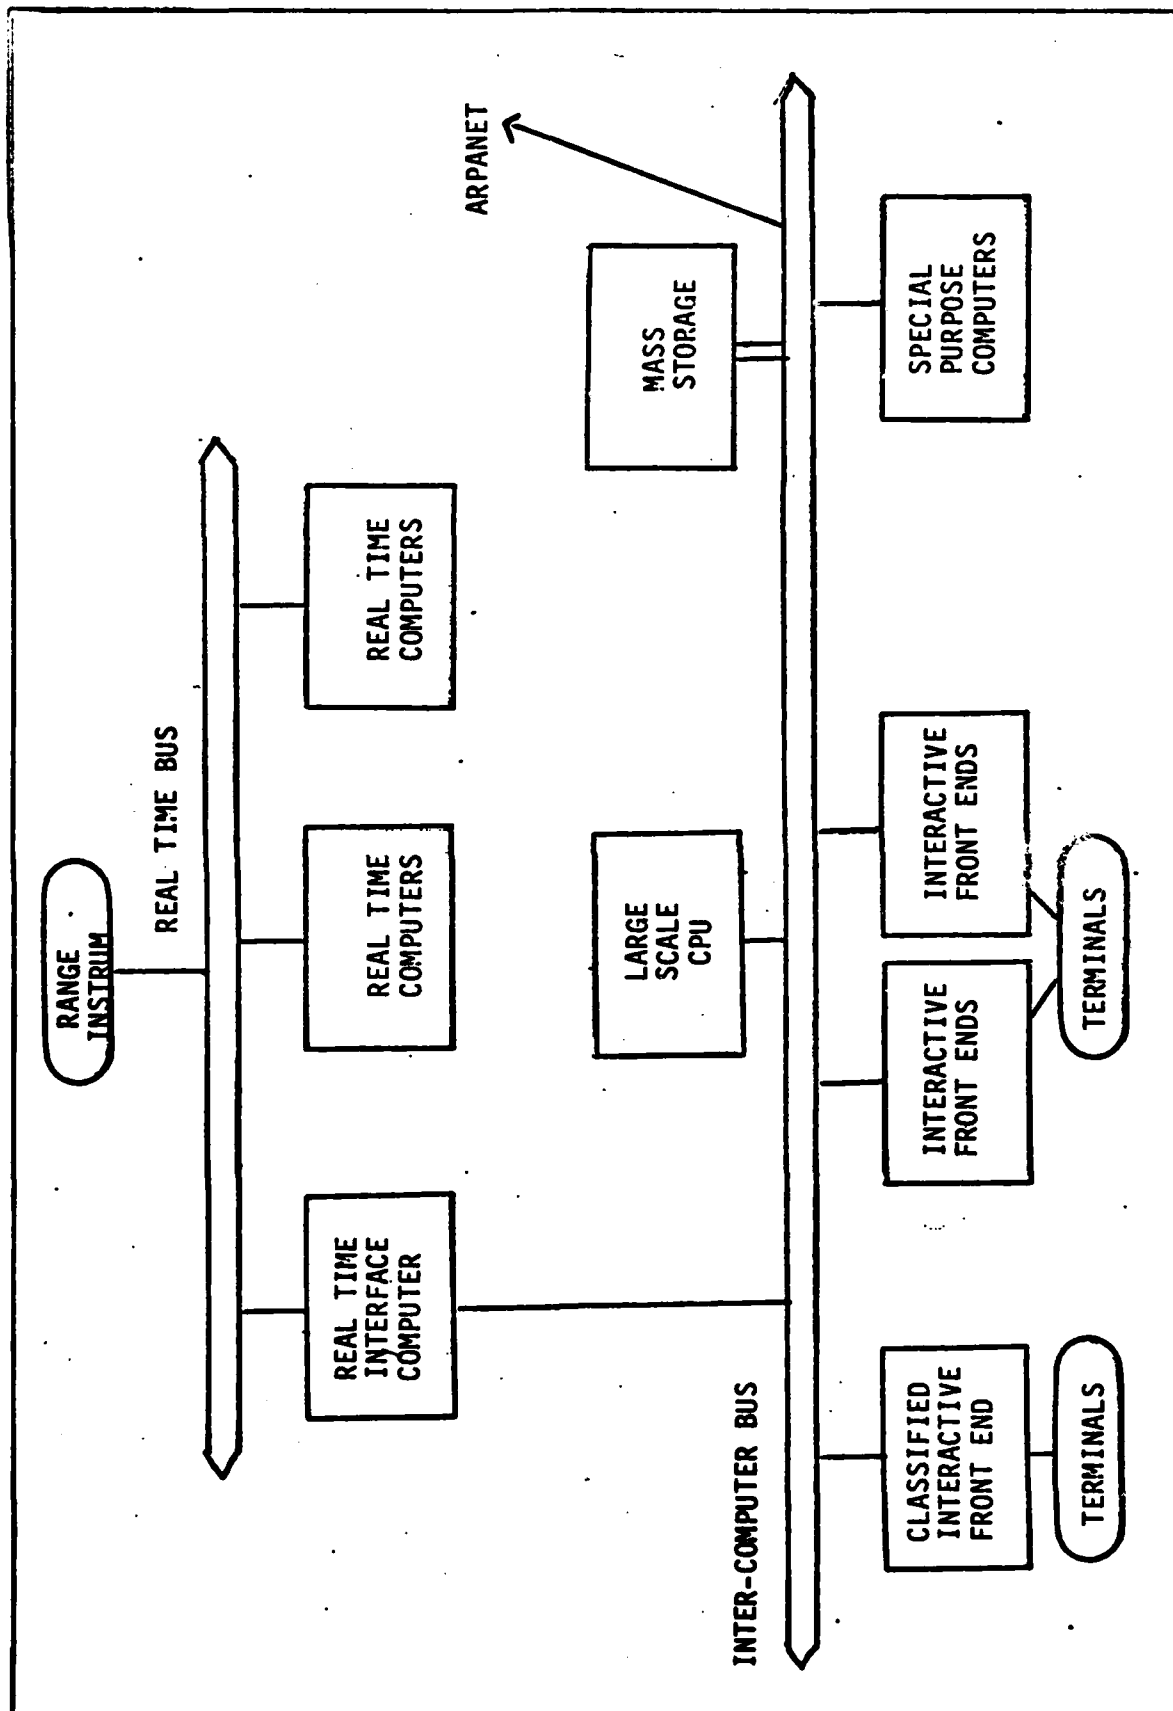 RANGE
INSTRUM
REAL TIME BUS
REAL TIME
INTERFACE
COMPUTER
REAL TIME
COMPUTERS
REAL TIME
COMPUTERS
ARPANET
LARGE
SCALE
CPU
MASS
STORAGE
INTER-COMPUTER BUS
CLASSIFIED
INTERACTIVE
FRONT END
INTERACTIVE
FRONT ENDS
INTERACTIVE
FRONT ENDS
SPECIAL
PURPOSE
COMPUTERS
TERMINALS
TERMINALS